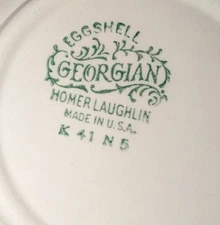 EGGSHELL
GEORGIAN
HOMER LAUGHLIN
MADE IN U.S.A.
K 41 N 5